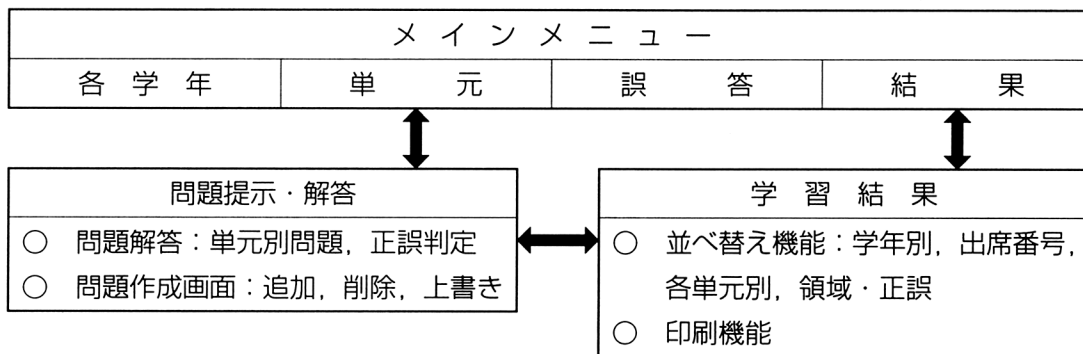 メインメニュー
各学年 単元 誤答 結果
問題提示・解答
○ 問題解答：単元別問題，正誤判定
○ 問題作成画面：追加，削除，上書き
学習結果
○ 並べ替え機能：学年別，出席番号，
各単元別，領域・正誤
○ 印刷機能